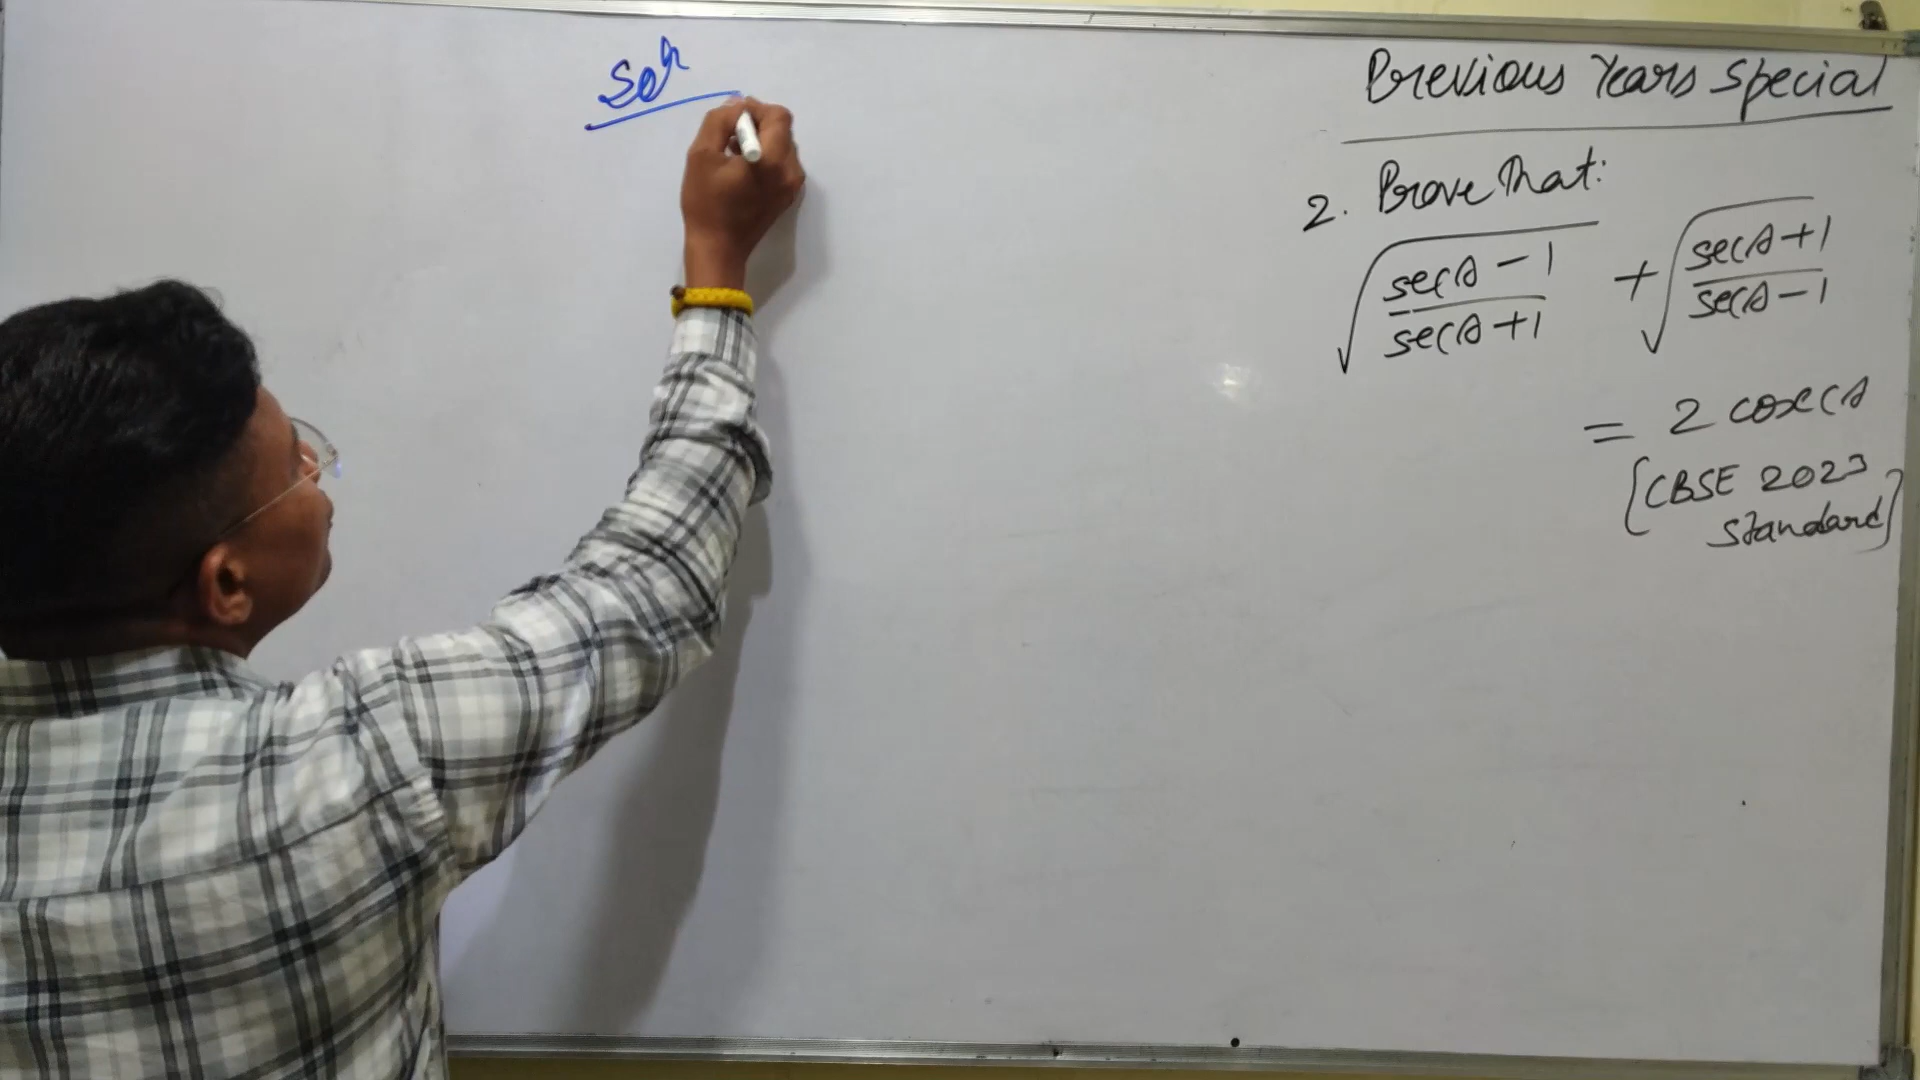 Soln
Previous Years Special
2. Prove That:
√((secA - 1)/(secA + 1)) + √((secA + 1)/(secA - 1))
= 2 cosecA
[CBSE 2023
Standard]